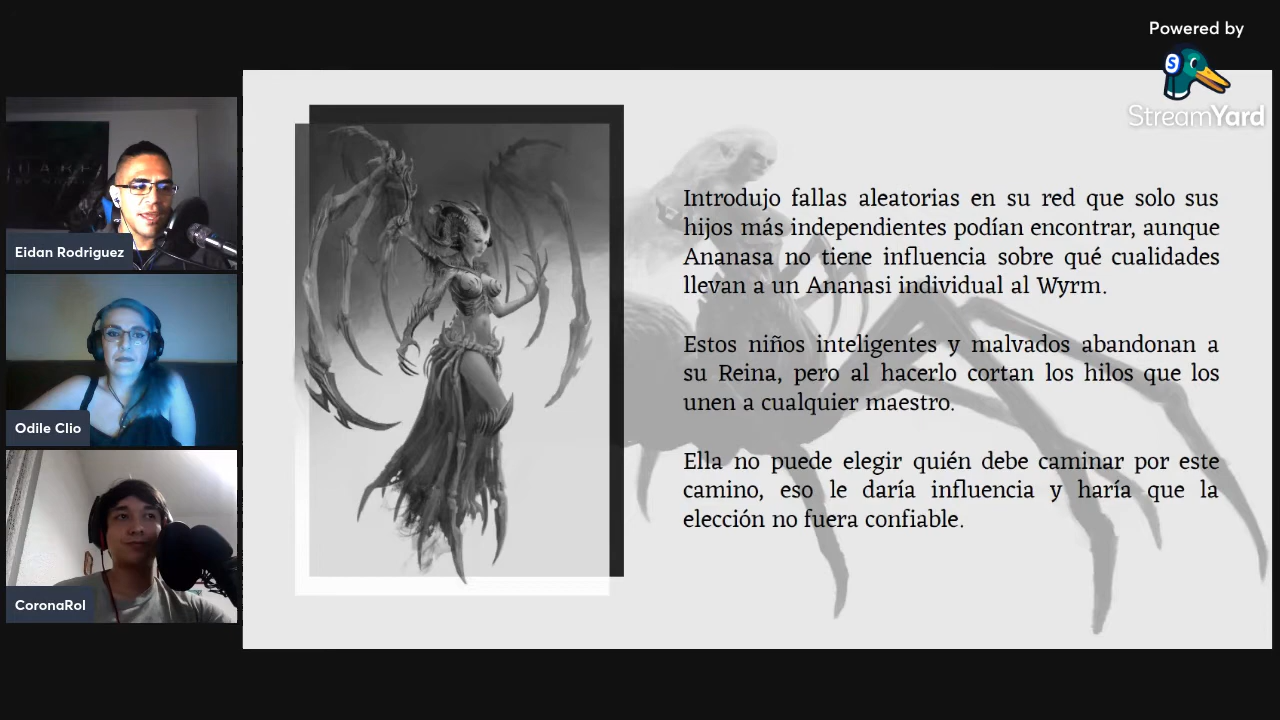 Powered by
StreamYard
Eidan Rodriguez
Odile Clio
CoronaRol
Introdujo fallas aleatorias en su red que solo sus
hijos más independientes podían encontrar, aunque
Ananasa no tiene influencia sobre qué cualidades
llevan a un Ananasi individual al Wyrm.
Estos niños inteligentes y malvados abandonan a
su Reina, pero al hacerlo cortan los hilos que los
unen a cualquier maestro.
Ella no puede elegir quién debe caminar por este
camino, eso le daría influencia y haría que la
elección no fuera confiable.